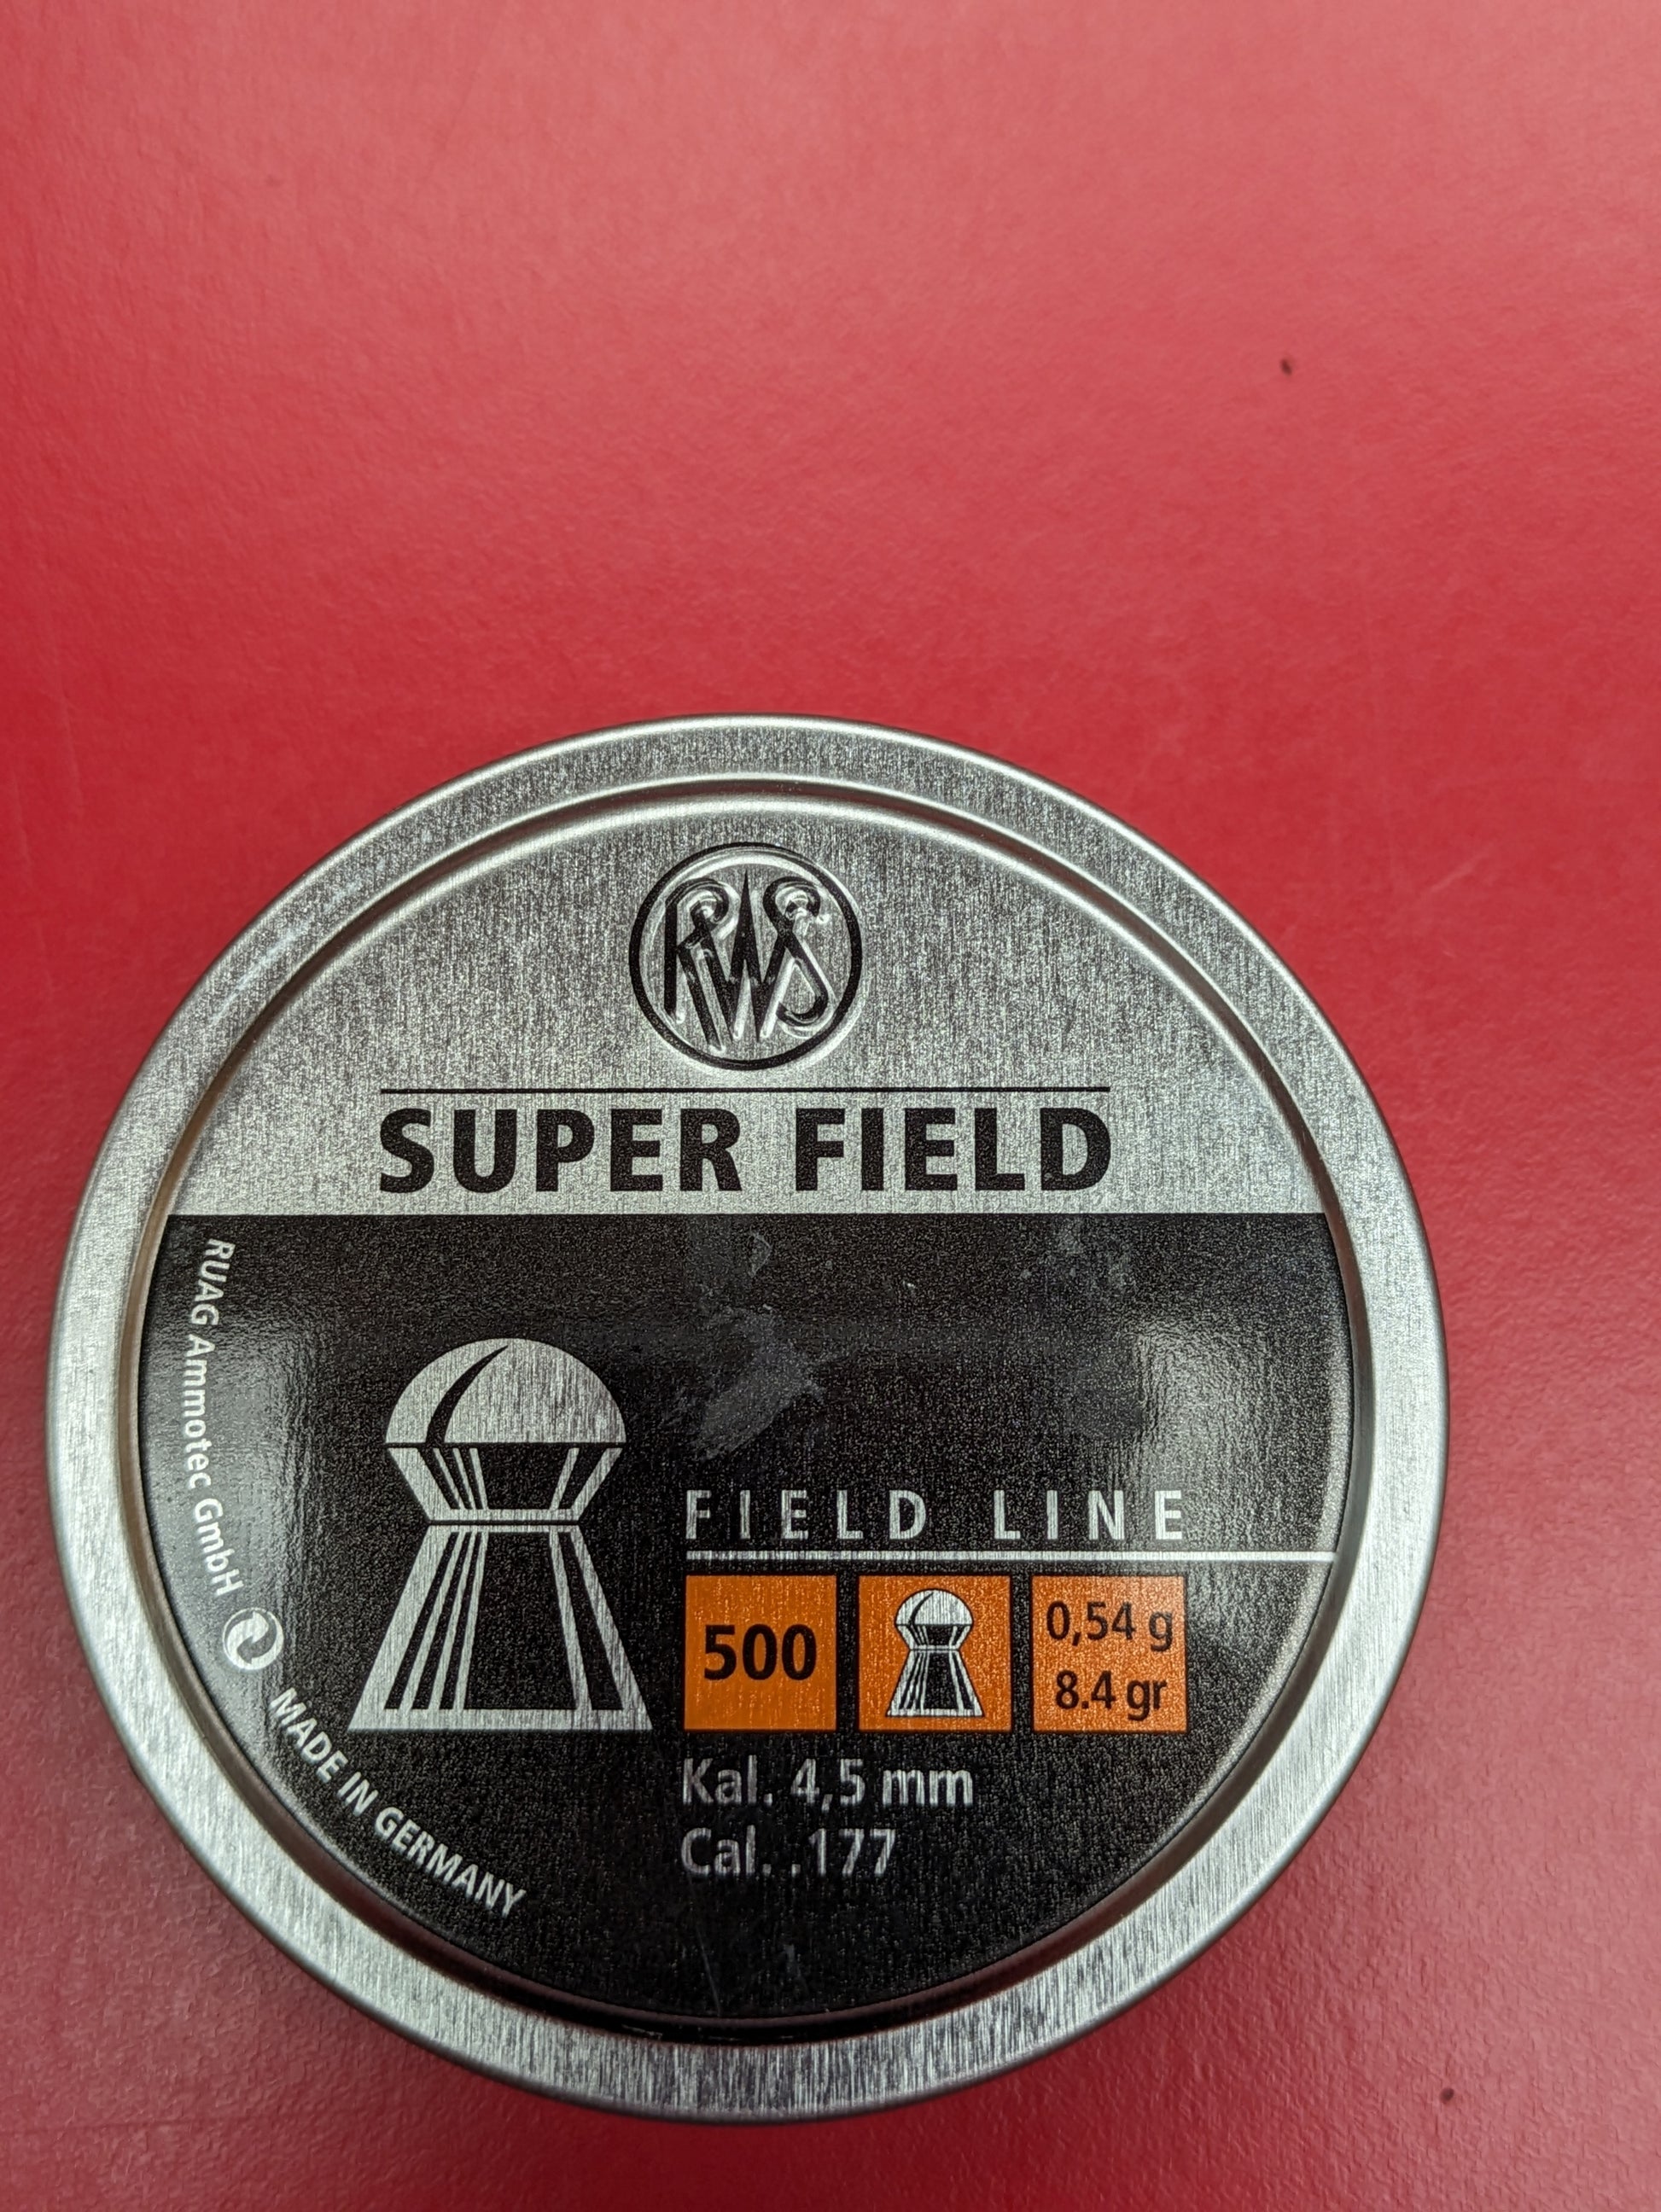 RWS
SUPER FIELD
RUAG Ammotec GmbH
MADE IN GERMANY
FIELD LINE
500
0,54 g
8.4 gr
Kal. 4,5 mm
Cal. .177